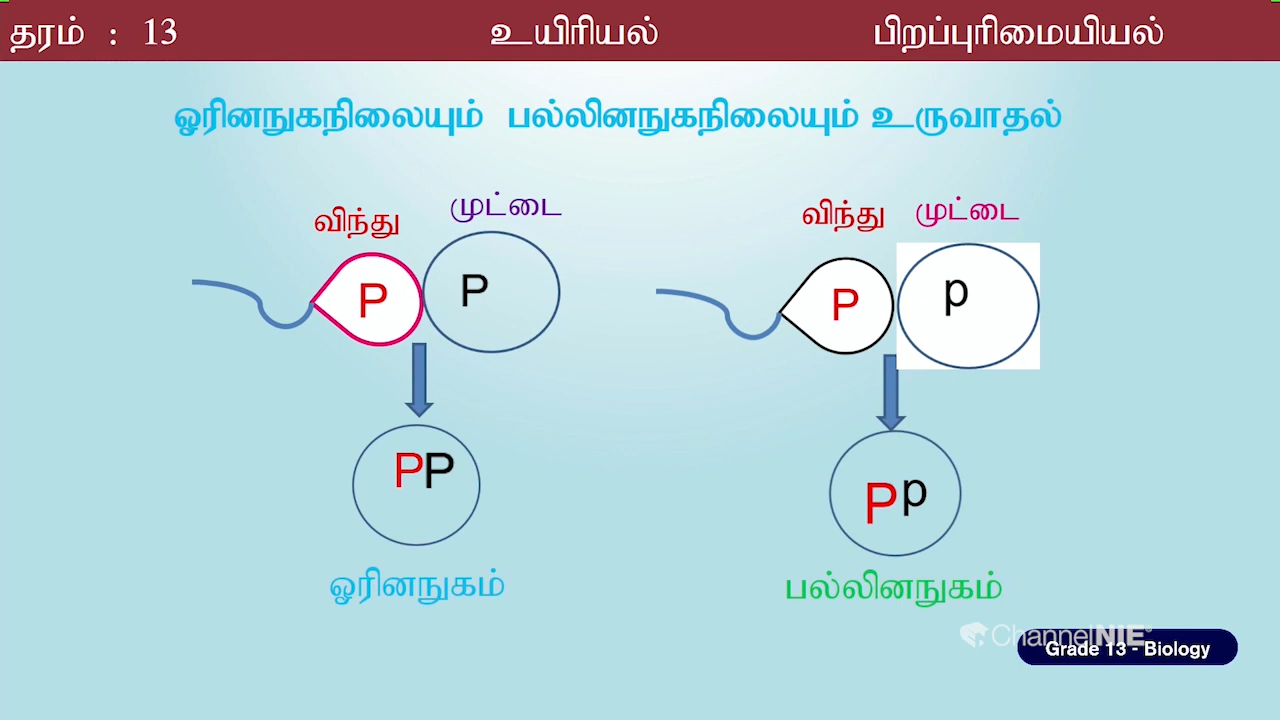 தரம் : 13 உயிரியல் பிறப்புரிமையியல்
ஓரினநுகநிலையும் பல்லினநுகநிலையும் உருவாதல்
விந்து முட்டை விந்து முட்டை
P P P p
PP Pp
ஓரினநுகம் பல்லினநுகம்
ChannelNIE
Grade 13 - Biology